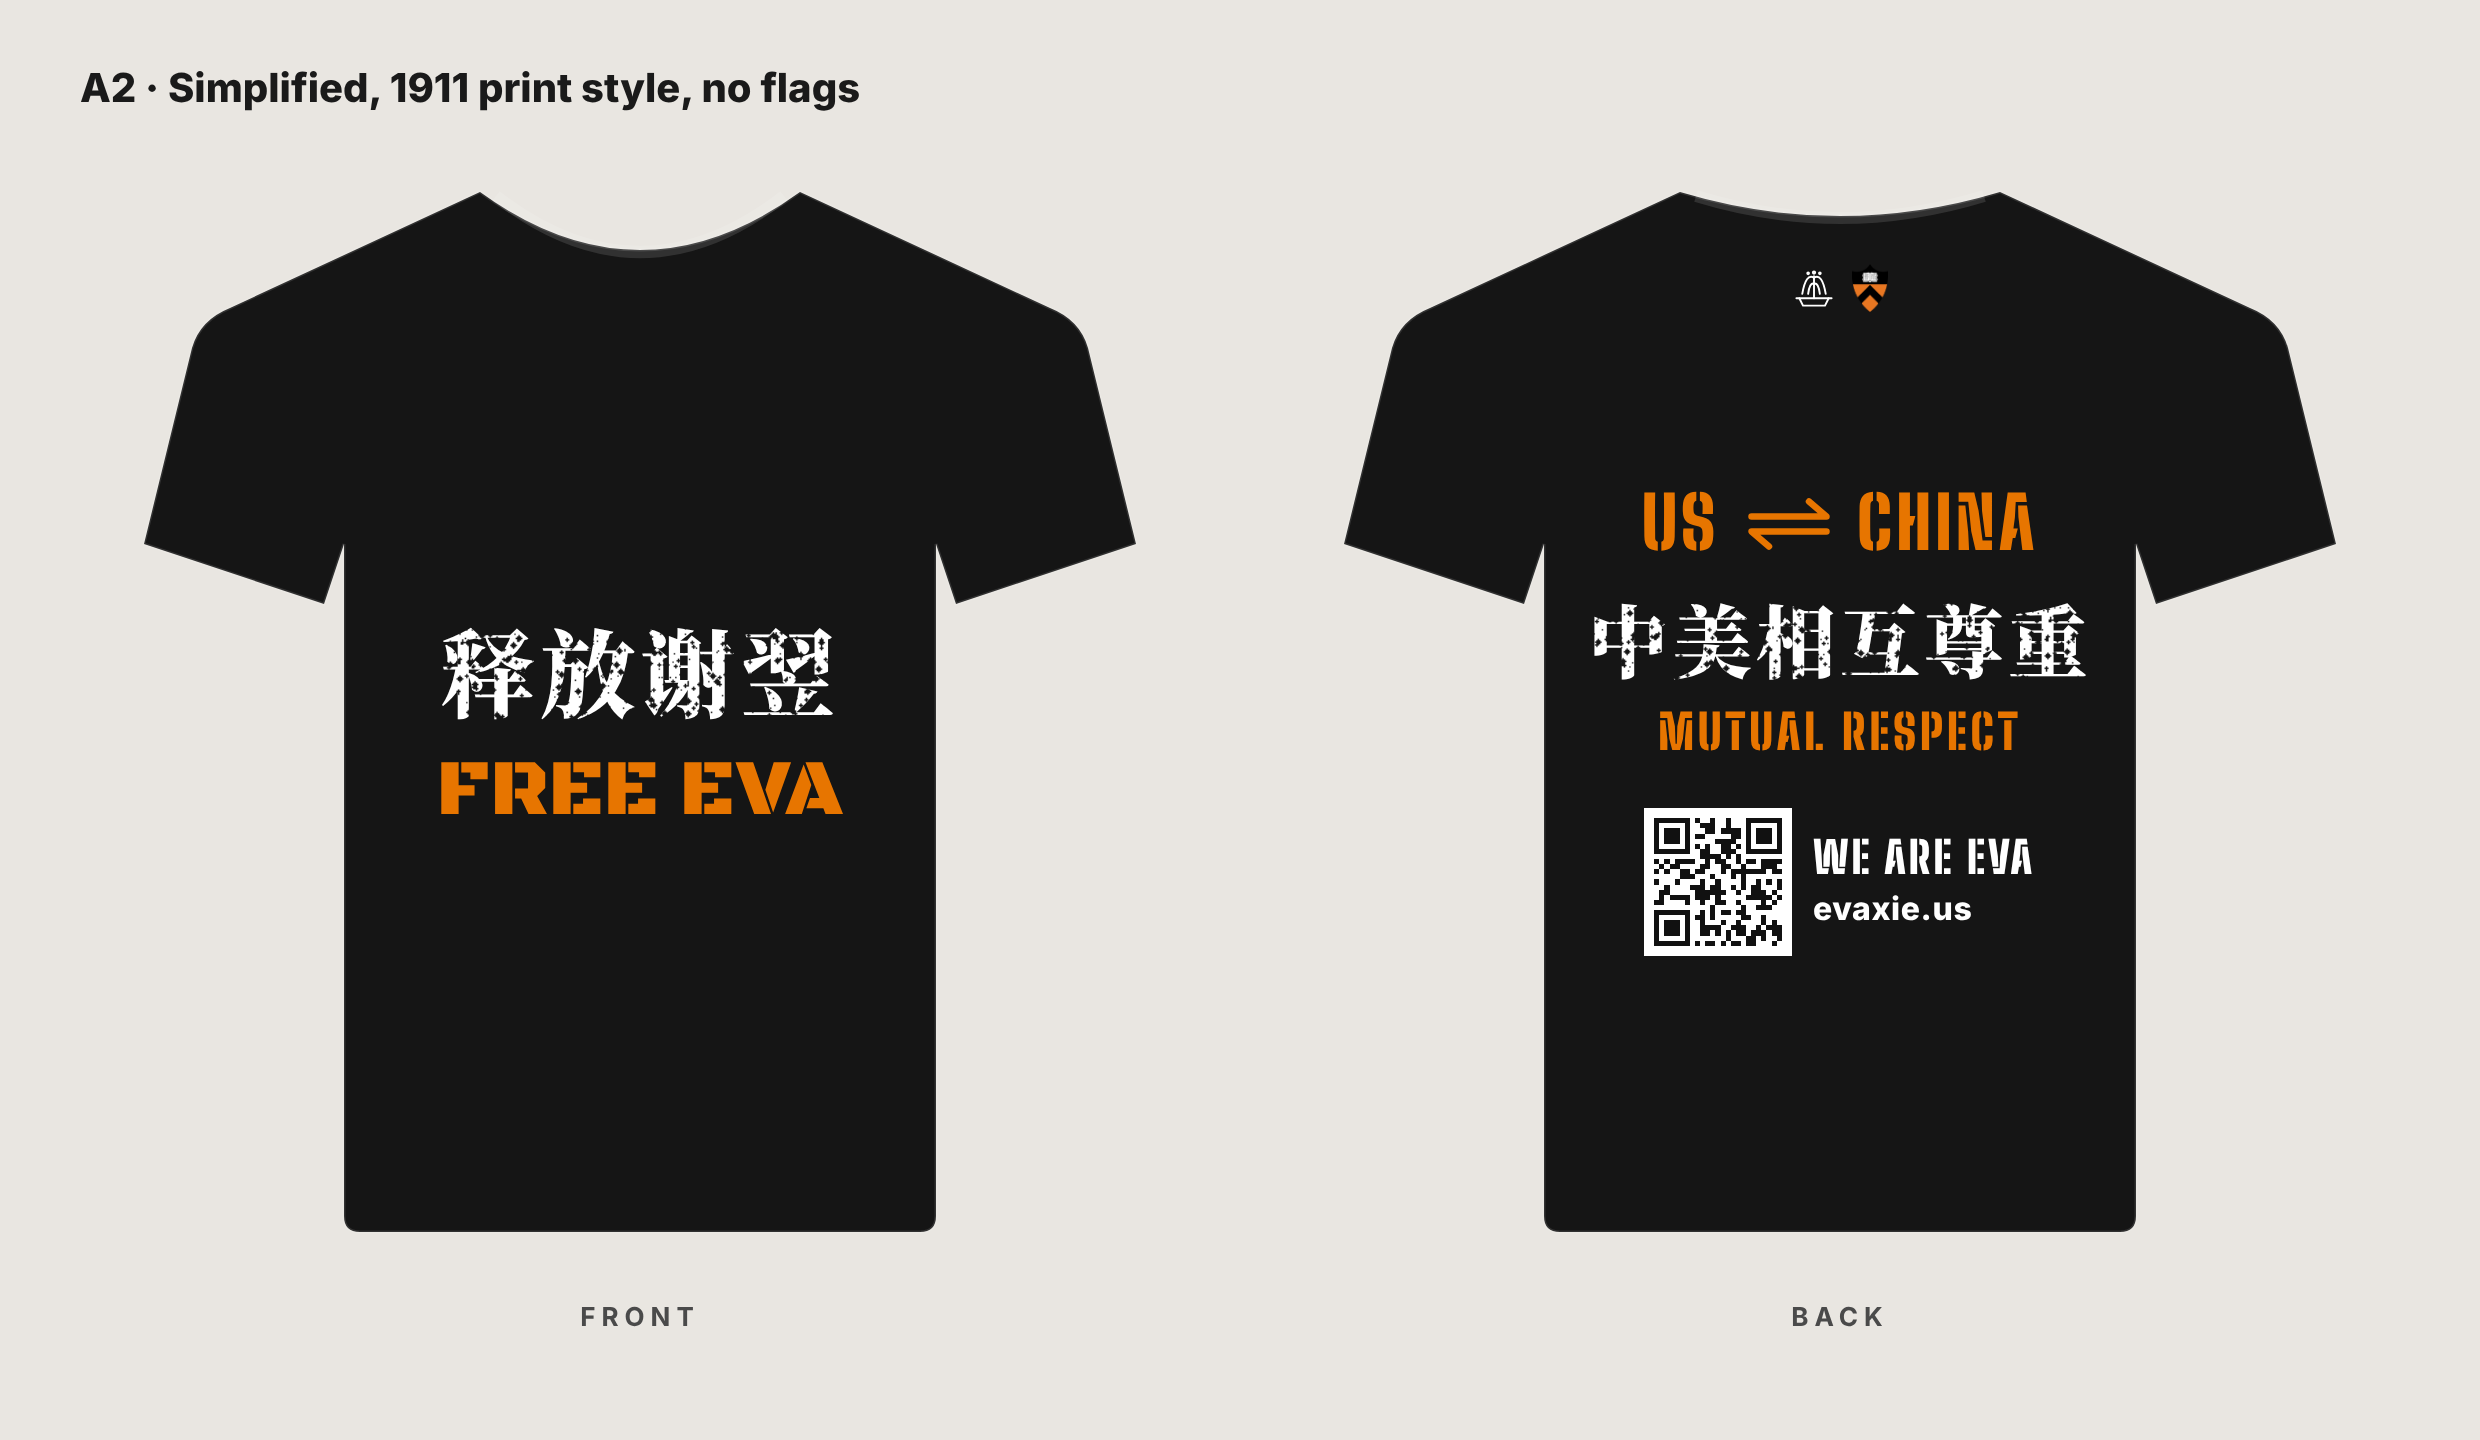 A2 · Simplified, 1911 print style, no flags
释放谢翌
FREE EVA
FRONT
US ⇌ CHINA
中美相互尊重
MUTUAL RESPECT
WE ARE EVA
evaxie.us
BACK